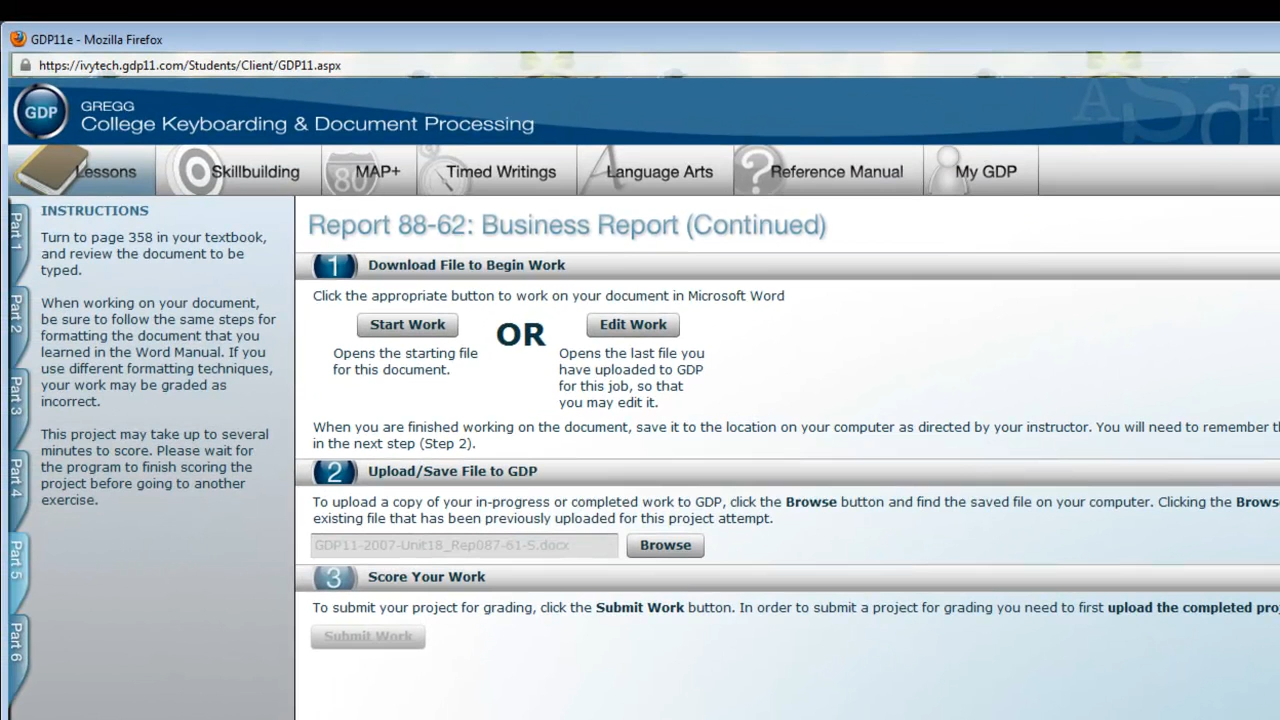 GDP11e - Mozilla Firefox
https://ivytech.gdp11.com/Students/Client/GDP11.aspx
GDP
GREGG
College Keyboarding & Document Processing
Lessons
Skillbuilding
MAP+
Timed Writings
Language Arts
Reference Manual
My GDP
Part 1
Part 2
Part 3
Part 4
Part 5
Part 6
INSTRUCTIONS
Turn to page 358 in your textbook,
and review the document to be
typed.
When working on your document,
be sure to follow the same steps for
formatting the document that you
learned in the Word Manual. If you
use different formatting techniques,
your work may be graded as
incorrect.
This project may take up to several
minutes to score. Please wait for
the program to finish scoring the
project before going to another
exercise.
Report 88-62: Business Report (Continued)
1 Download File to Begin Work
Click the appropriate button to work on your document in Microsoft Word
Start Work OR Edit Work
Opens the starting file
for this document.
Opens the last file you
have uploaded to GDP
for this job, so that
you may edit it.
When you are finished working on the document, save it to the location on your computer as directed by your instructor. You will need to remember
in the next step (Step 2).
2 Upload/Save File to GDP
To upload a copy of your in-progress or completed work to GDP, click the Browse button and find the saved file on your computer. Clicking the Brows
existing file that has been previously uploaded for this project attempt.
GDP11-2007-Unit18_Rep087-61-S.docx Browse
3 Score Your Work
To submit your project for grading, click the Submit Work button. In order to submit a project for grading you need to first upload the completed pro
Submit Work